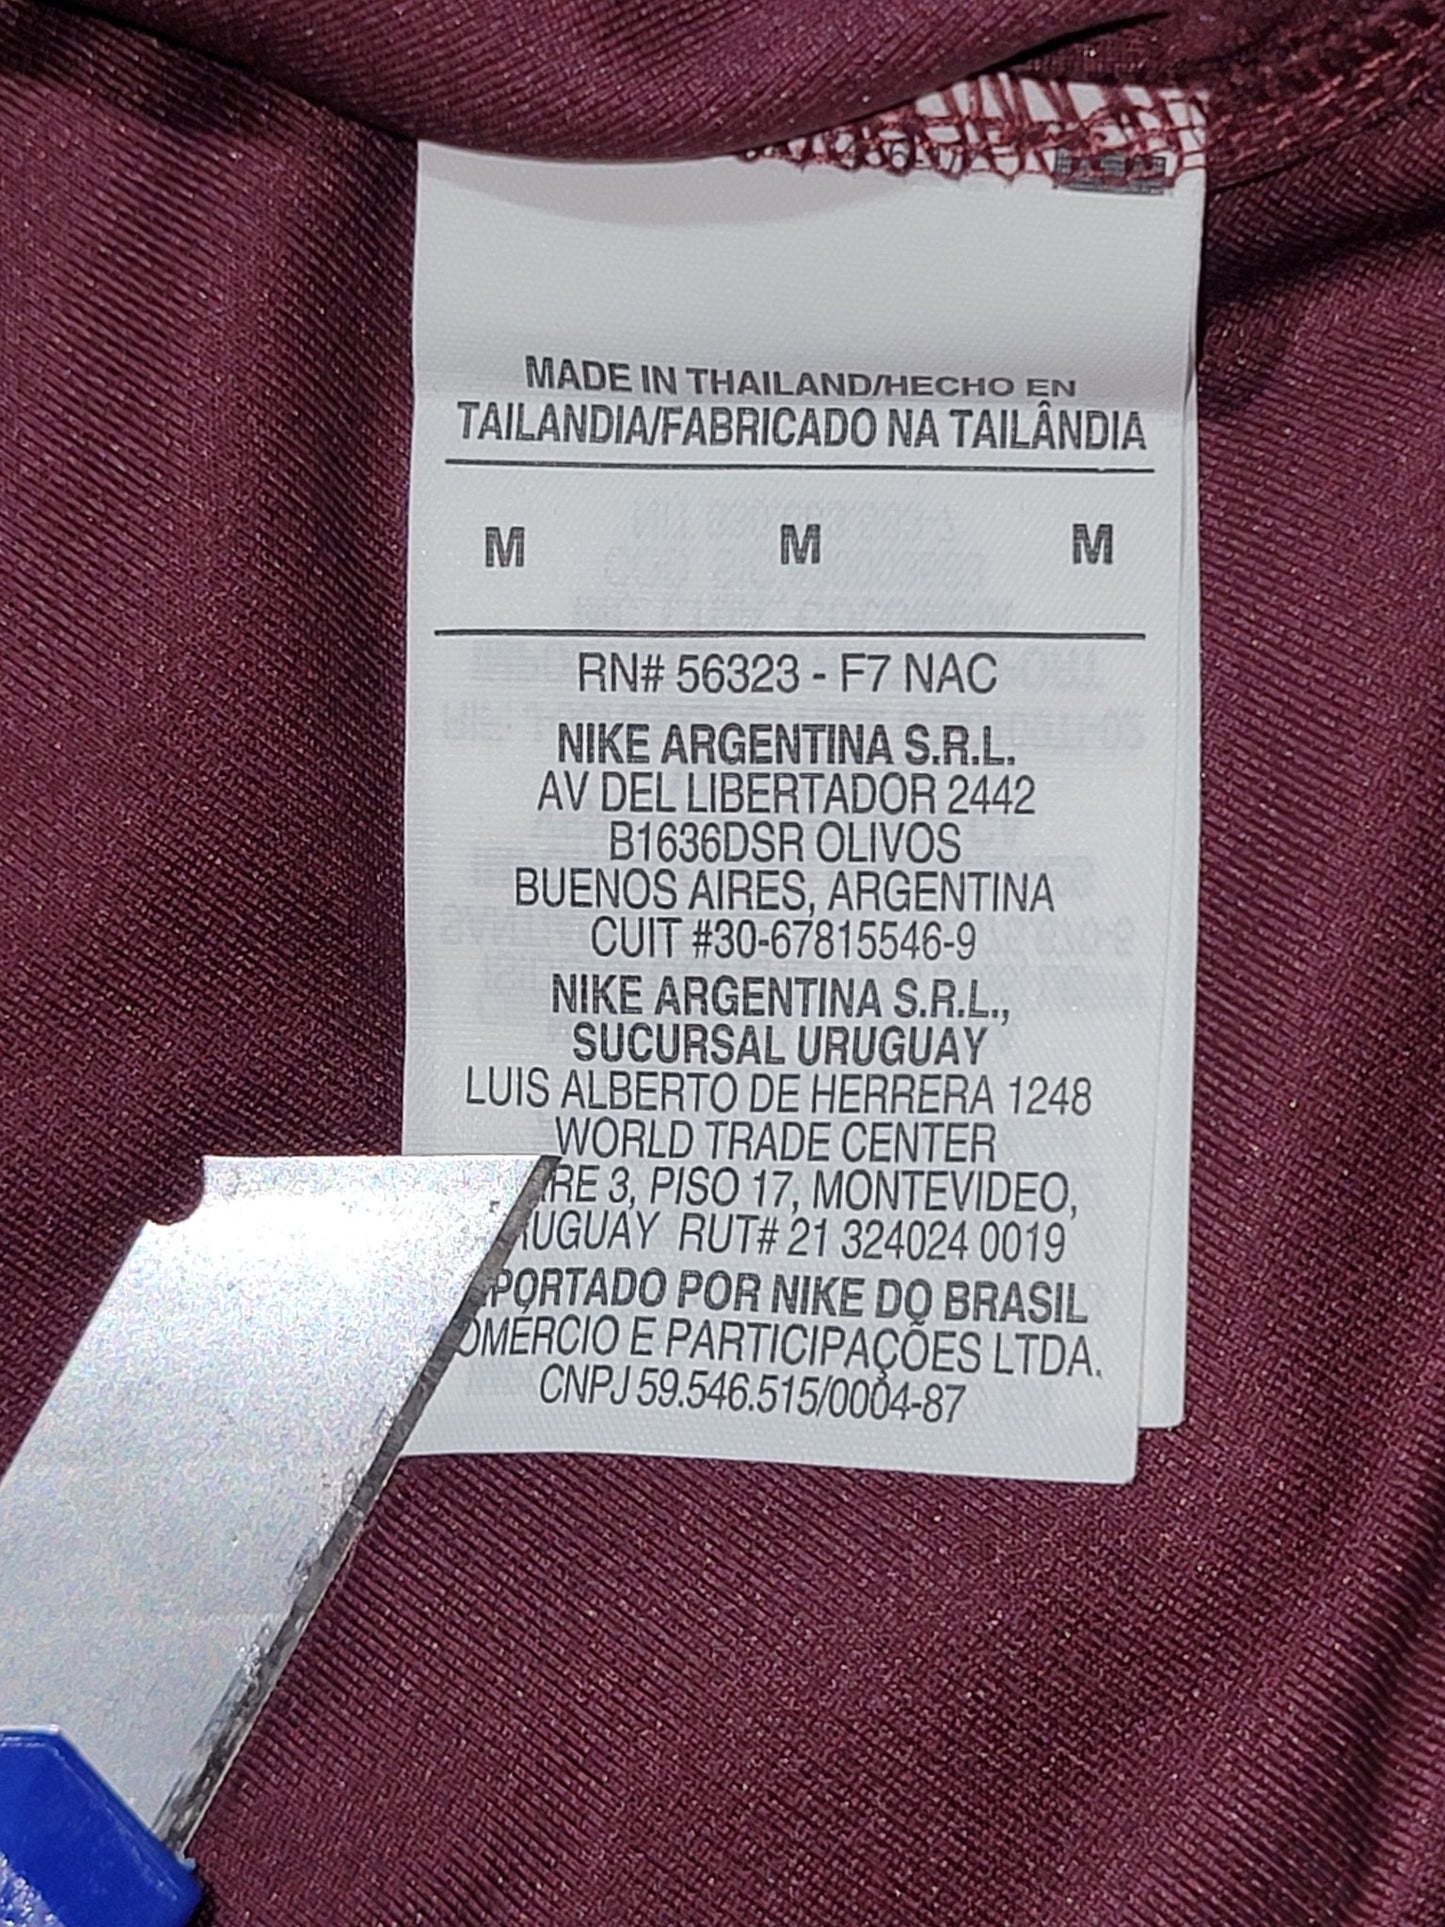 MADE IN THAILAND/HECHO EN
TAILANDIA/FABRICADO NA TAILÂNDIA
M M M
RN# 56323 - F7 NAC
NIKE ARGENTINA S.R.L.
AV DEL LIBERTADOR 2442
B1636DSR OLIVOS
BUENOS AIRES, ARGENTINA
CUIT #30-67815546-9
NIKE ARGENTINA S.R.L.,
SUCURSAL URUGUAY
LUIS ALBERTO DE HERRERA 1248
WORLD TRADE CENTER
3, PISO 17, MONTEVIDEO,
RUT# 21 324024 0019
POR NIKE DO BRASIL
E PARTICIPAÇÕES LTDA.
CNPJ 59.546.515/0004-87